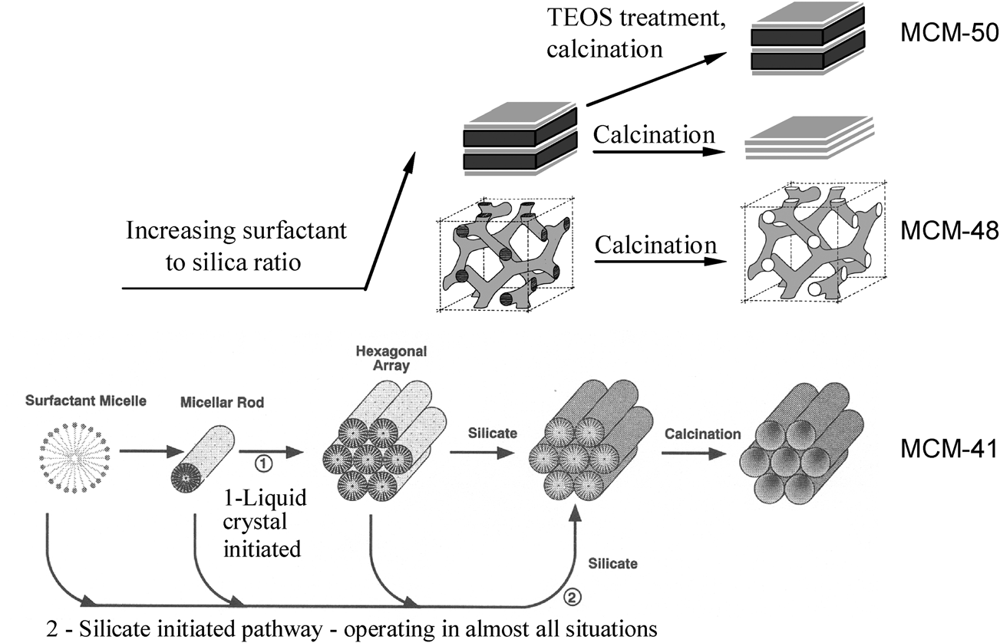 TEOS treatment,
calcination
MCM-50
Calcination
Increasing surfactant
to silica ratio
Calcination
MCM-48
Hexagonal
Array
Surfactant Micelle
Micellar Rod
Silicate
Calcination
MCM-41
1
1-Liquid
crystal
initiated
Silicate
2
2 - Silicate initiated pathway - operating in almost all situations